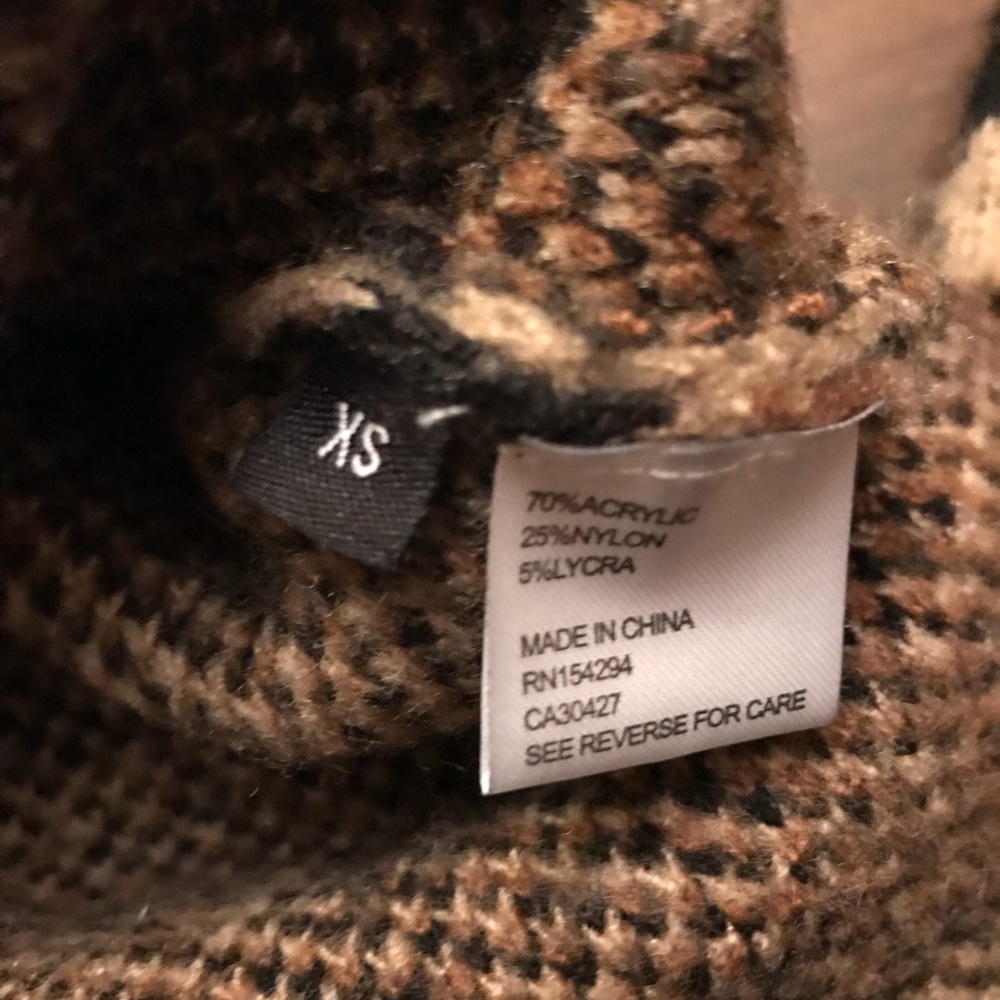 XS
70%ACRYLIC
25%NYLON
5%LYCRA
MADE IN CHINA
RN154294
CA30427
SEE REVERSE FOR CARE